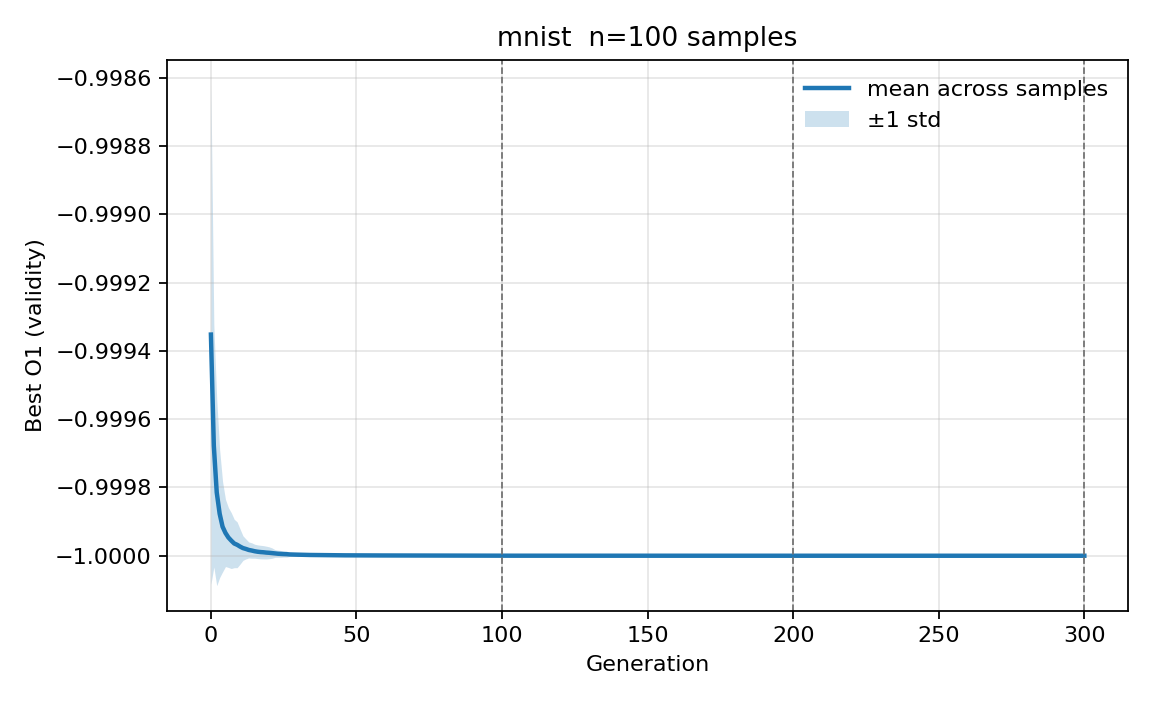 mnist  n=100 samples
Best O1 (validity)
−0.9986
−0.9988
−0.9990
−0.9992
−0.9994
−0.9996
−0.9998
−1.0000
mean across samples
±1 std
0 50 100 150 200 250 300
Generation